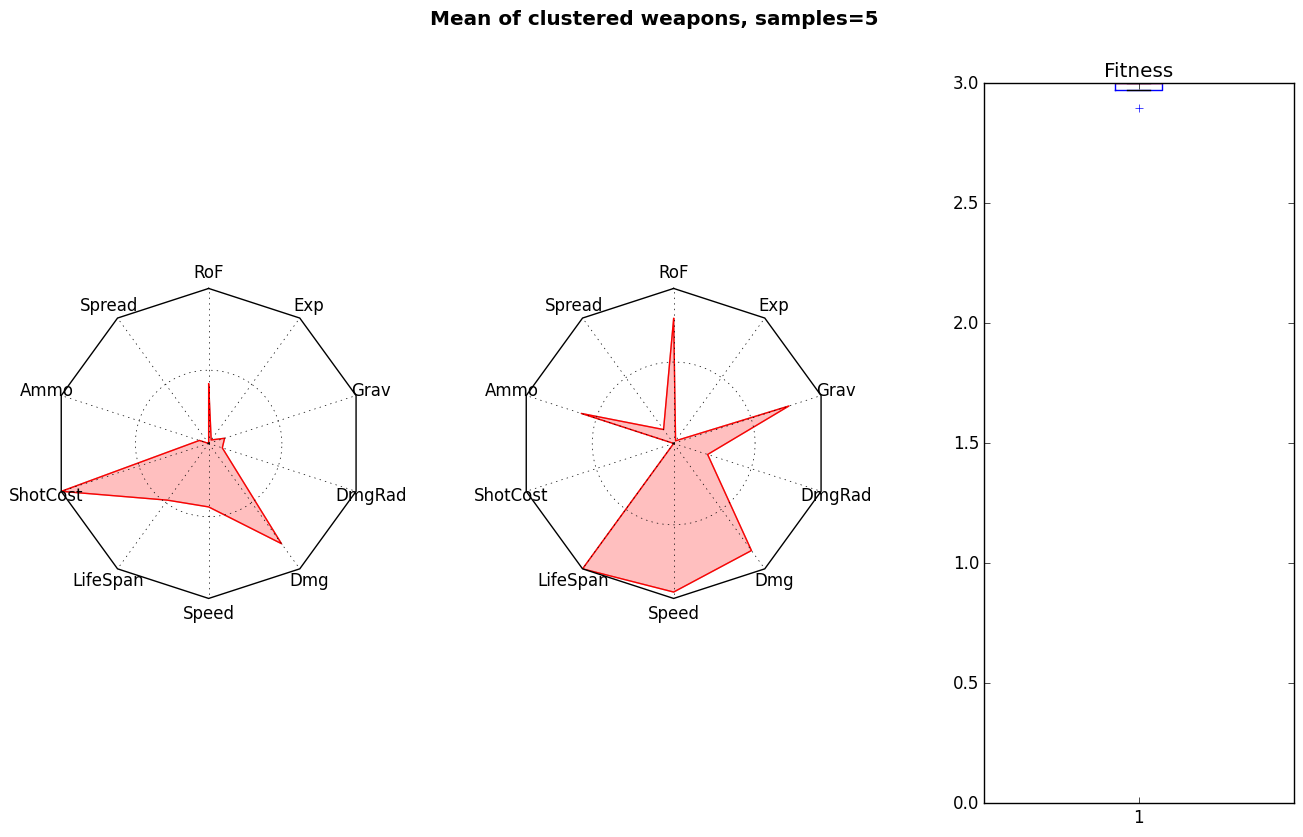 Mean of clustered weapons, samples=5
RoF
Exp
Grav
DmgRad
Dmg
Speed
LifeSpan
ShotCost
Ammo
Spread
RoF
Exp
Grav
DmgRad
Dmg
Speed
LifeSpan
ShotCost
Ammo
Spread
Fitness
3.0
2.5
2.0
1.5
1.0
0.5
0.0
1